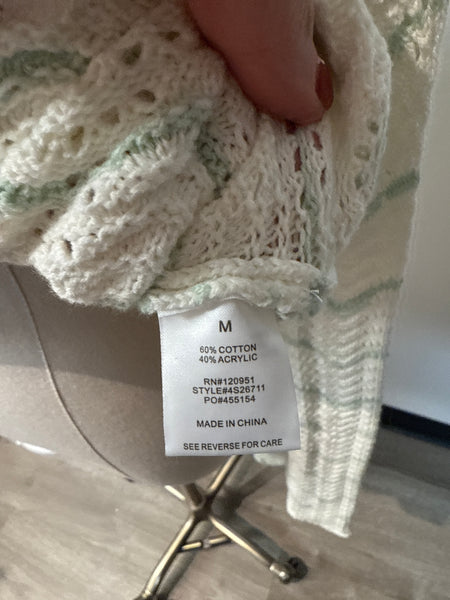 M
60% COTTON
40% ACRYLIC
RN#120951
STYLE#4S26711
PO#455154
MADE IN CHINA
SEE REVERSE FOR CARE